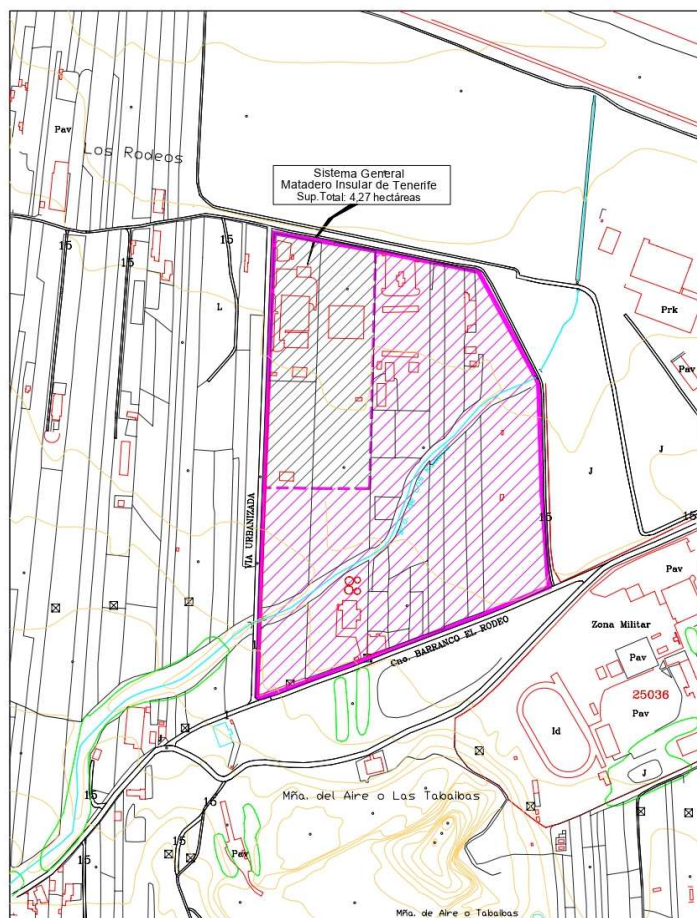 Pav
Los Rodeos
Sistema General
Matadero Insular de Tenerife
Sup.Total: 4,27 hectáreas
15
15
15
L
Prk
Pav
J
J
VIA URBANIZADA
15
15
Pav
Zona Militar
Pav
Cno. BARRANCO EL RODEO
25036
Pav
Id
J
Mña. del Aire o Las Tabaibas
15
15
15
Pav
15
Mña. de Aire o Tabaibas